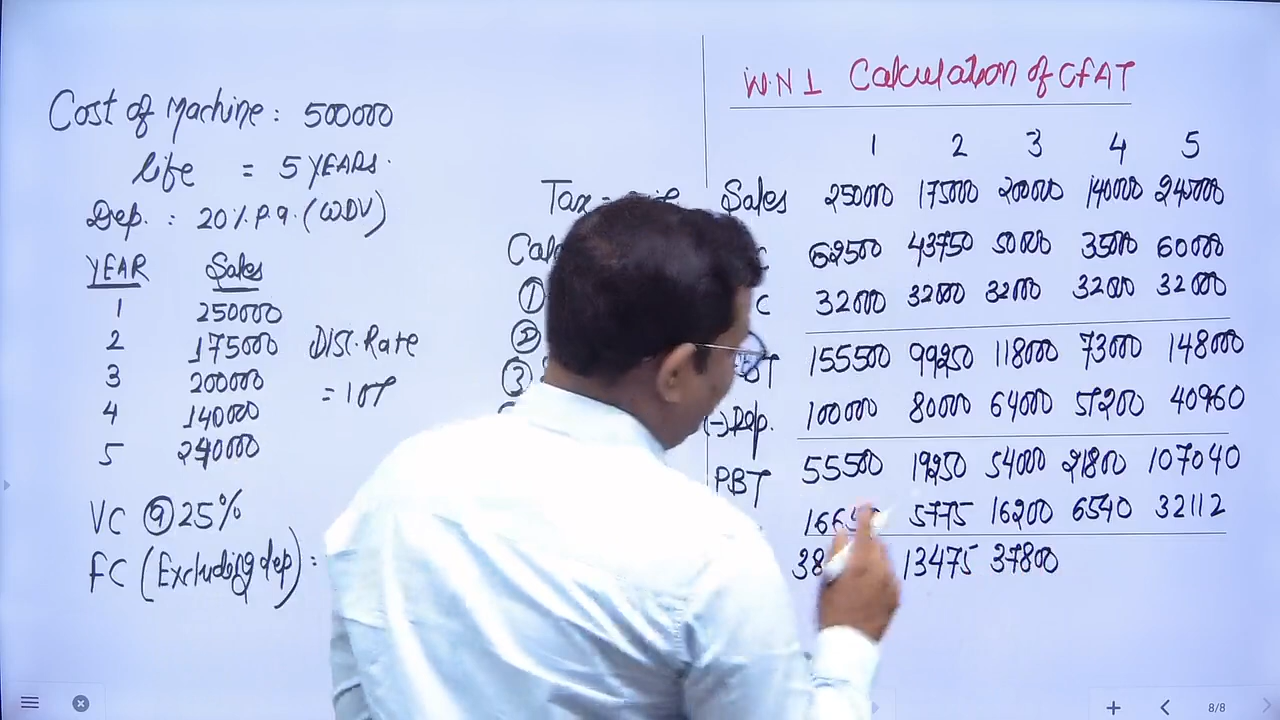 W.N 1 Calculation of CFAT
Cost of Machine : 500000
life = 5 YEARS.
Dep. : 20% p.a. (WDV)
YEAR Sales
1 250000
2 175000
3 200000
4 140000
5 240000
Disc. Rate
= 10%
VC @ 25%
FC (Excluding dep) :
Tax =
①
②
③
1 2 3 4 5
Sales 250000 175000 200000 140000 240000
62500 43750 50000 35000 60000
C 32000 32000 32000 32000 32000
155500 99250 118000 73000 148000
(-) Dep. 100000 80000 64000 51200 40960
PBT 55500 19250 54000 21800 107040
5775 16200 6540 32112
13475 37800
8/8